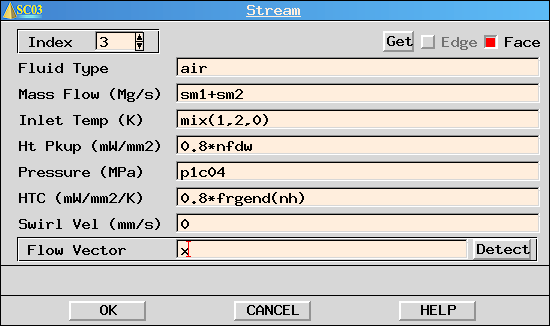 SC03 Stream
Index 3 Get Edge Face
Fluid Type air
Mass Flow (Mg/s) sm1+sm2
Inlet Temp (K) mix(1,2,0)
Ht Pkup (mW/mm2) 0.8*nfdw
Pressure (MPa) p1c04
HTC (mW/mm2/K) 0.8*frgend(nh)
Swirl Vel (mm/s) 0
Flow Vector x Detect
OK CANCEL HELP